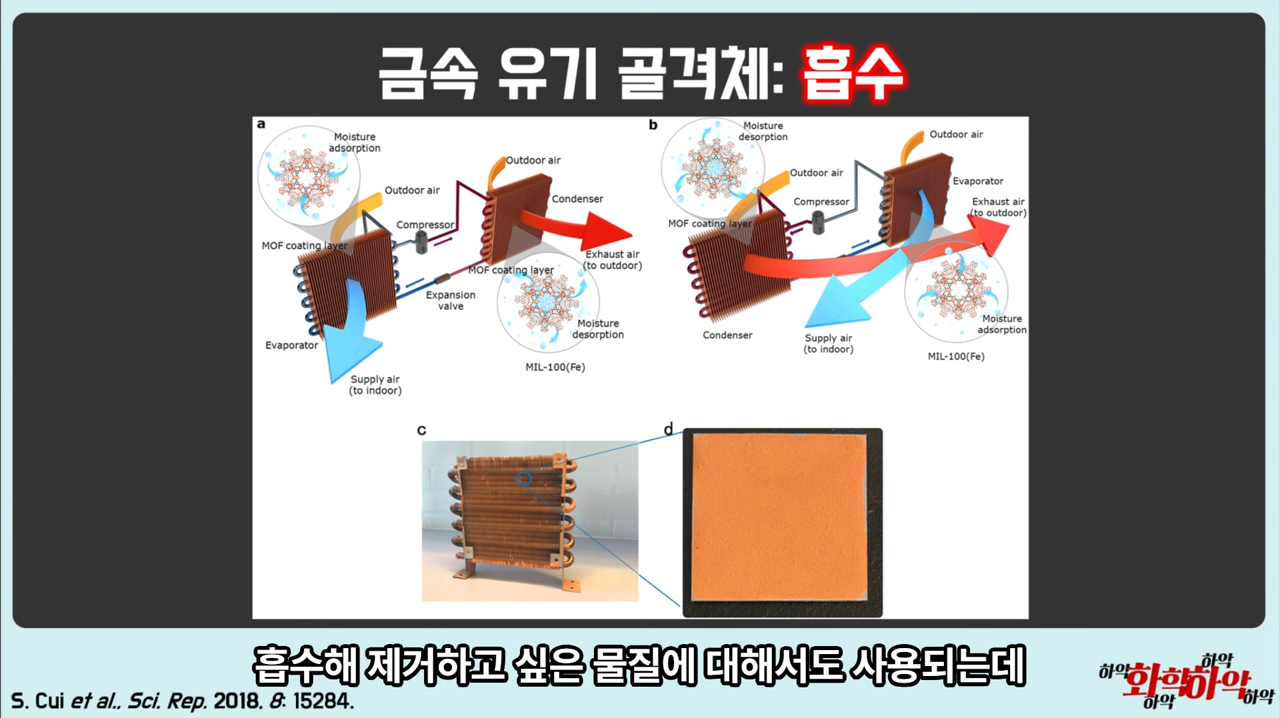 금속 유기 골격체: 흡수
a
Moisture
adsorption
Outdoor air
Outdoor air
Condenser
Compressor
MOF coating layer
Exhaust air
(to outdoor)
MOF coating layer
Expansion
valve
Moisture
desorption
Evaporator
MIL-100(Fe)
Supply air
(to indoor)
b
Moisture
desorption
Outdoor air
Outdoor air
Evaporator
Compressor
Exhaust air
(to outdoor)
MOF coating layer
Moisture
adsorption
Condenser
Supply air
(to indoor)
MIL-100(Fe)
c
d
흡수해 제거하고 싶은 물질에 대해서도 사용되는데
S. Cui et al., Sci. Rep. 2018, 8: 15284.
하악
화학하악
하악
하악
하악